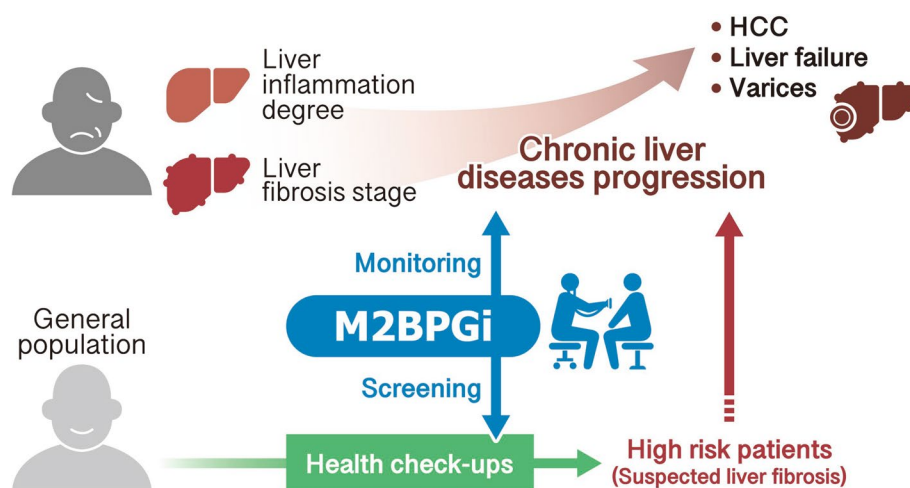 Liver
inflammation
degree
• HCC
• Liver failure
• Varices
Liver
fibrosis stage
Chronic liver
diseases progression
Monitoring
M2BPGi
Screening
General
population
Health check-ups
High risk patients
(Suspected liver fibrosis)